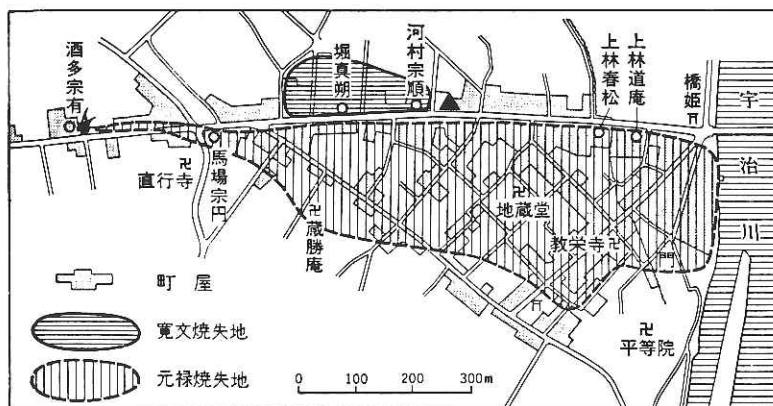 酒多宗有
堀真朔
河村宗順
上林春松
上林道庵
橋姫
宇治川
直行寺
馬場宗円
蔵勝庵
地蔵堂
教栄寺
平等院
町屋
寛文焼失地
元禄焼失地
0 100 200 300m